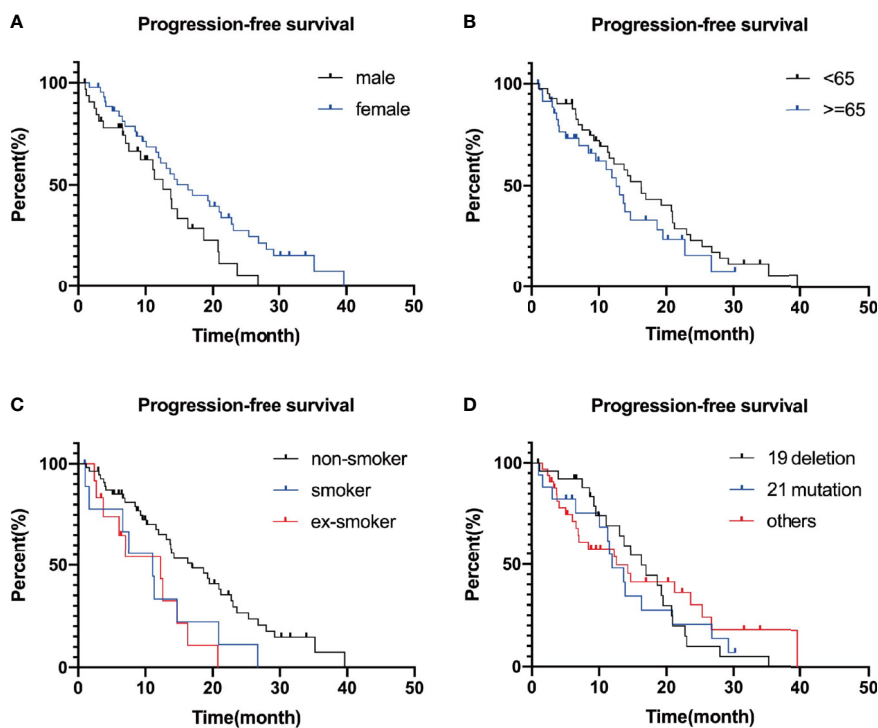 A
Progression-free survival
male
female
100
50
0
Percent(%)
0 10 20 30 40 50
Time(month)
B
Progression-free survival
<65
>=65
100
50
0
Percent(%)
0 10 20 30 40 50
Time(month)
C
Progression-free survival
non-smoker
smoker
ex-smoker
100
50
0
Percent(%)
0 10 20 30 40 50
Time(month)
D
Progression-free survival
19 deletion
21 mutation
others
100
50
0
Percent(%)
0 10 20 30 40 50
Time(month)